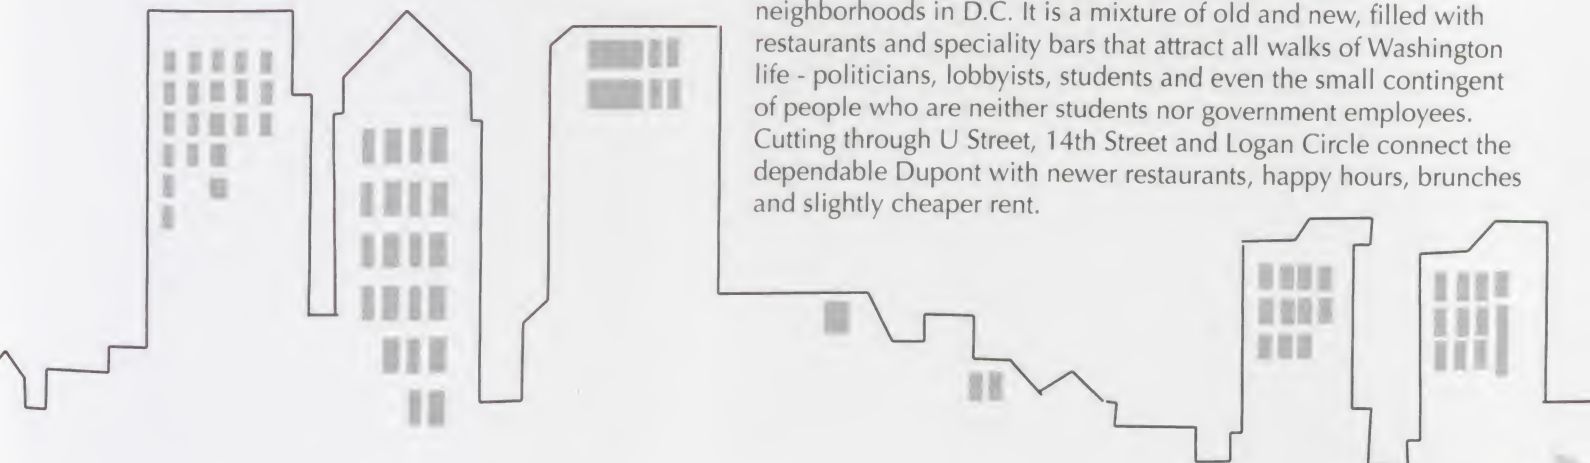 neighborhoods in D.C. It is a mixture of old and new, filled with
restaurants and speciality bars that attract all walks of Washington
life - politicians, lobbyists, students and even the small contingent
of people who are neither students nor government employees.
Cutting through U Street, 14th Street and Logan Circle connect the
dependable Dupont with newer restaurants, happy hours, brunches
and slightly cheaper rent.